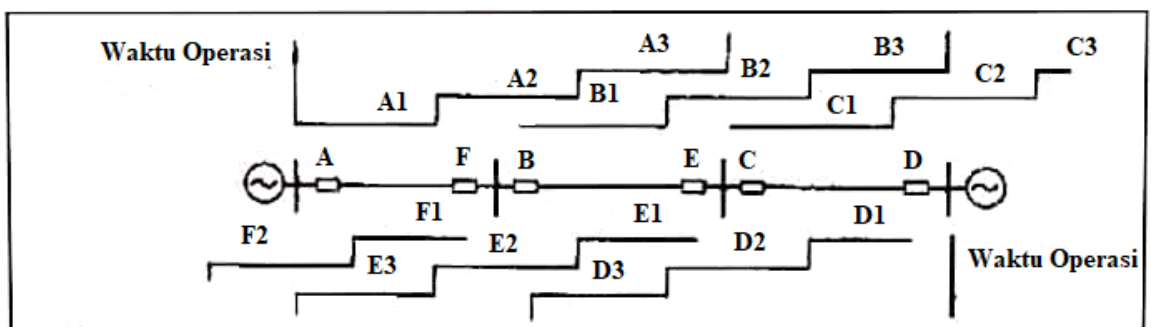 Waktu Operasi
A3
B3
C3
B2
A2
C2
B1
A1
C1
A
F
B
E
C
D
F1
E1
D1
F2
E2
D2
E3
D3
Waktu Operasi